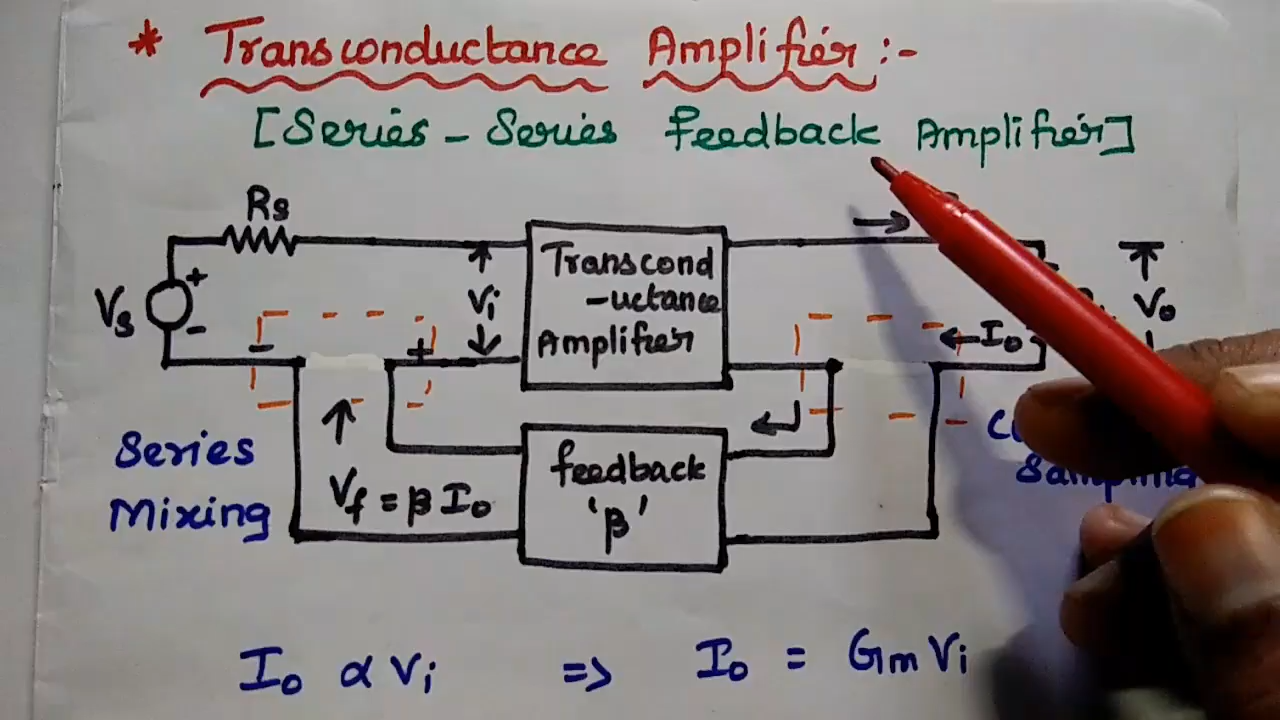 * Transconductance Amplifier :-
[Series - Series Feedback Amplifier]
Rs
Vs
+
-
Vi
Transcond
-uctance
Amplifier
Vo
Io
-
+
Series
Mixing
Vf = β Io
feedback
'β'
Sampling
Io α Vi => Io = Gm Vi